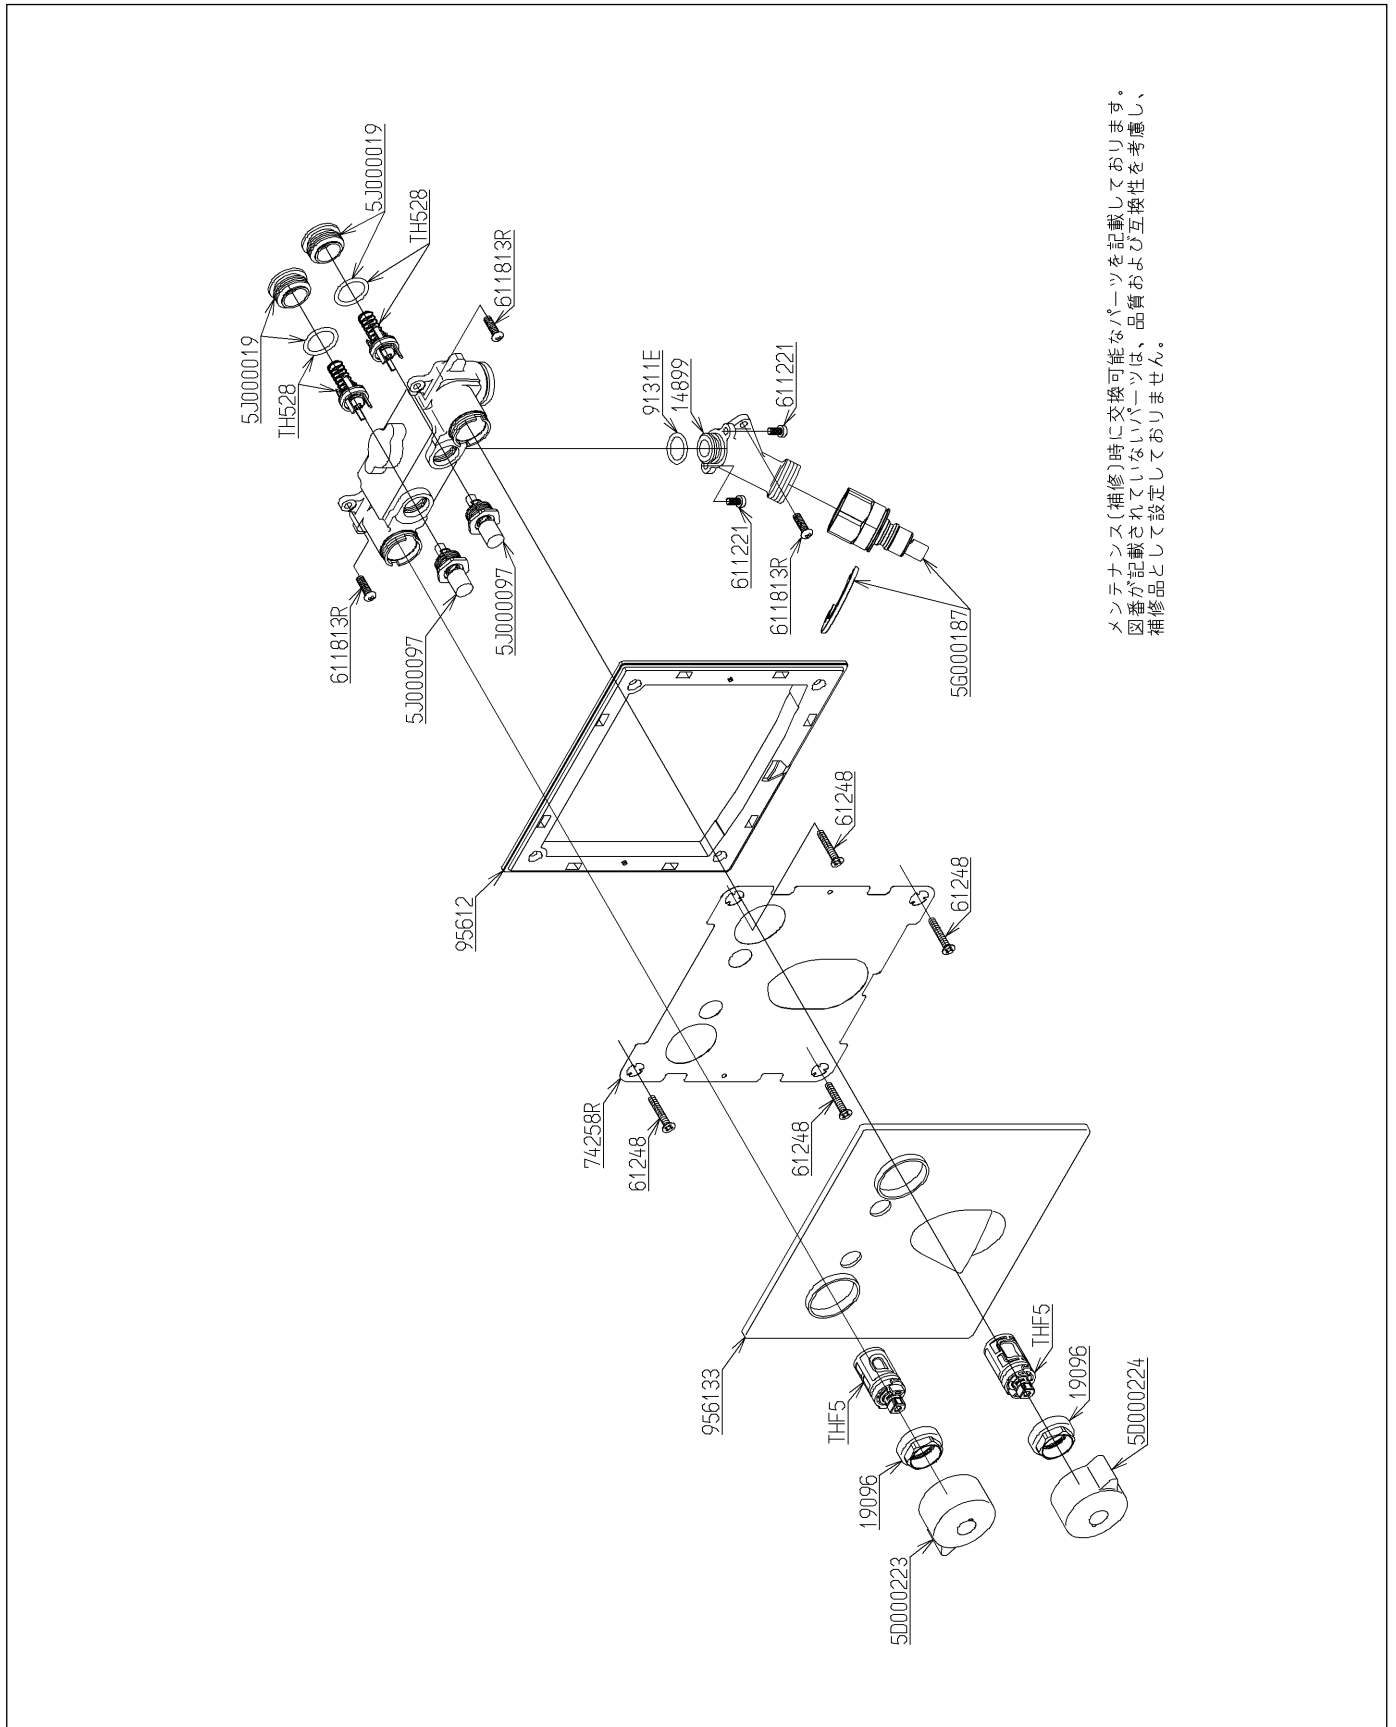 5J000019
TH528
5J000019
TH528
611813R
91311E
14899
611221
611221
611813R
611813R
5J000097
5J000097
5G000187
95612
61248
61248
74258R
61248
61248
956133
THF5
THF5
19096
19096
5D000224
5D000223
メンテナンス(補修)時に交換可能なパーツを記載しております。
図番が記載されていないパーツは、品質および互換性を考慮し、
補修品として設定しておりません。